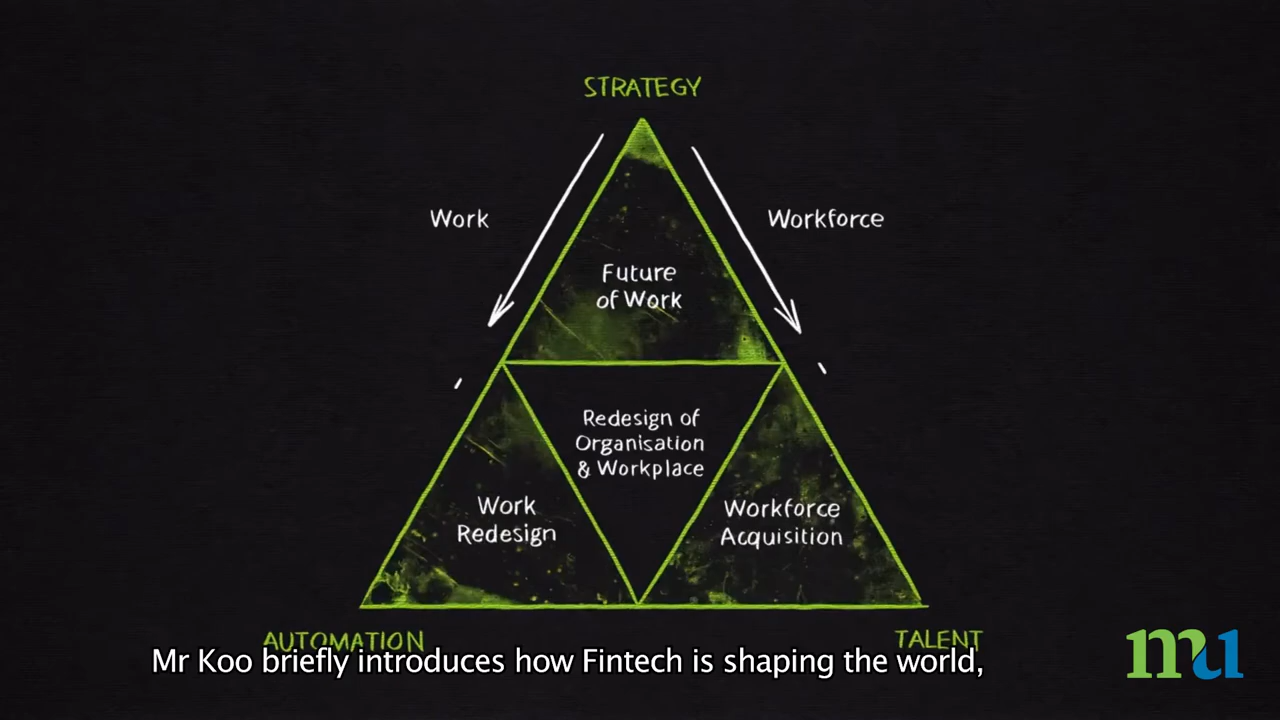 STRATEGY
Work
Workforce
Future
of Work
Redesign of
Organisation
& Workplace
Work
Redesign
Workforce
Acquisition
AUTOMATION
TALENT
Mr Koo briefly introduces how Fintech is shaping the world,
mu